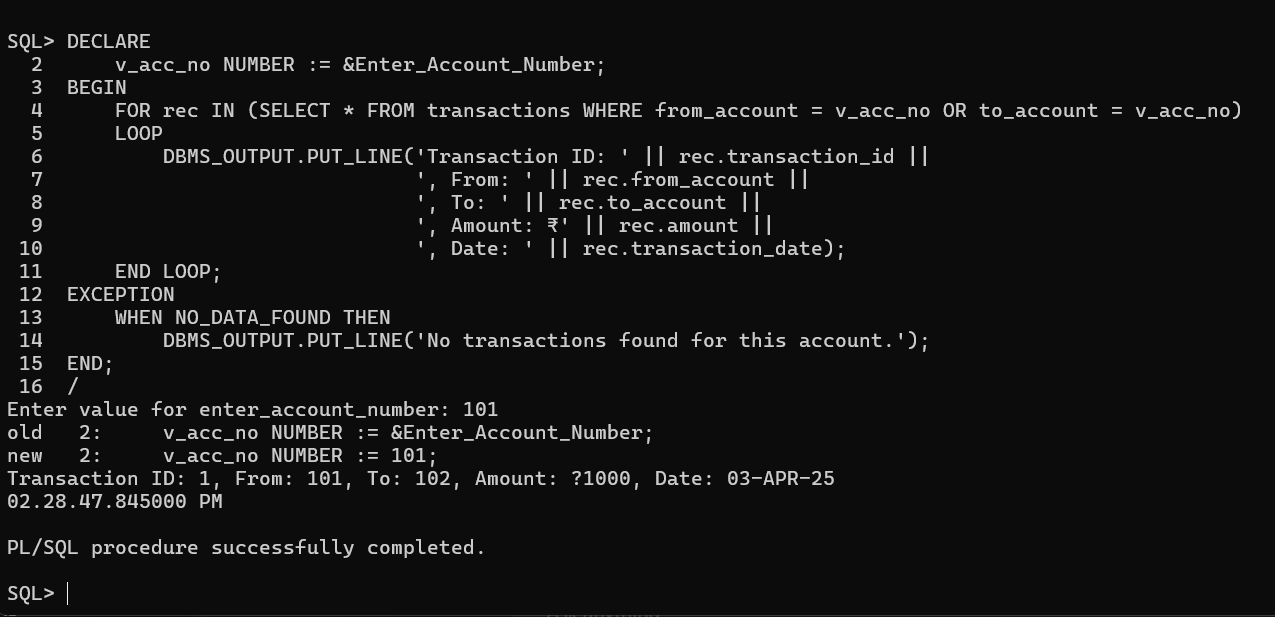 SQL> DECLARE
  2      v_acc_no NUMBER := &Enter_Account_Number;
  3  BEGIN
  4      FOR rec IN (SELECT * FROM transactions WHERE from_account = v_acc_no OR to_account = v_acc_no)
  5      LOOP
  6          DBMS_OUTPUT.PUT_LINE('Transaction ID: ' || rec.transaction_id ||
  7                               ', From: ' || rec.from_account ||
  8                               ', To: ' || rec.to_account ||
  9                               ', Amount: ₹' || rec.amount ||
 10                               ', Date: ' || rec.transaction_date);
 11      END LOOP;
 12  EXCEPTION
 13      WHEN NO_DATA_FOUND THEN
 14          DBMS_OUTPUT.PUT_LINE('No transactions found for this account.');
 15  END;
 16  /
Enter value for enter_account_number: 101
old   2:     v_acc_no NUMBER := &Enter_Account_Number;
new   2:     v_acc_no NUMBER := 101;
Transaction ID: 1, From: 101, To: 102, Amount: ?1000, Date: 03-APR-25
02.28.47.845000 PM
PL/SQL procedure successfully completed.
SQL>